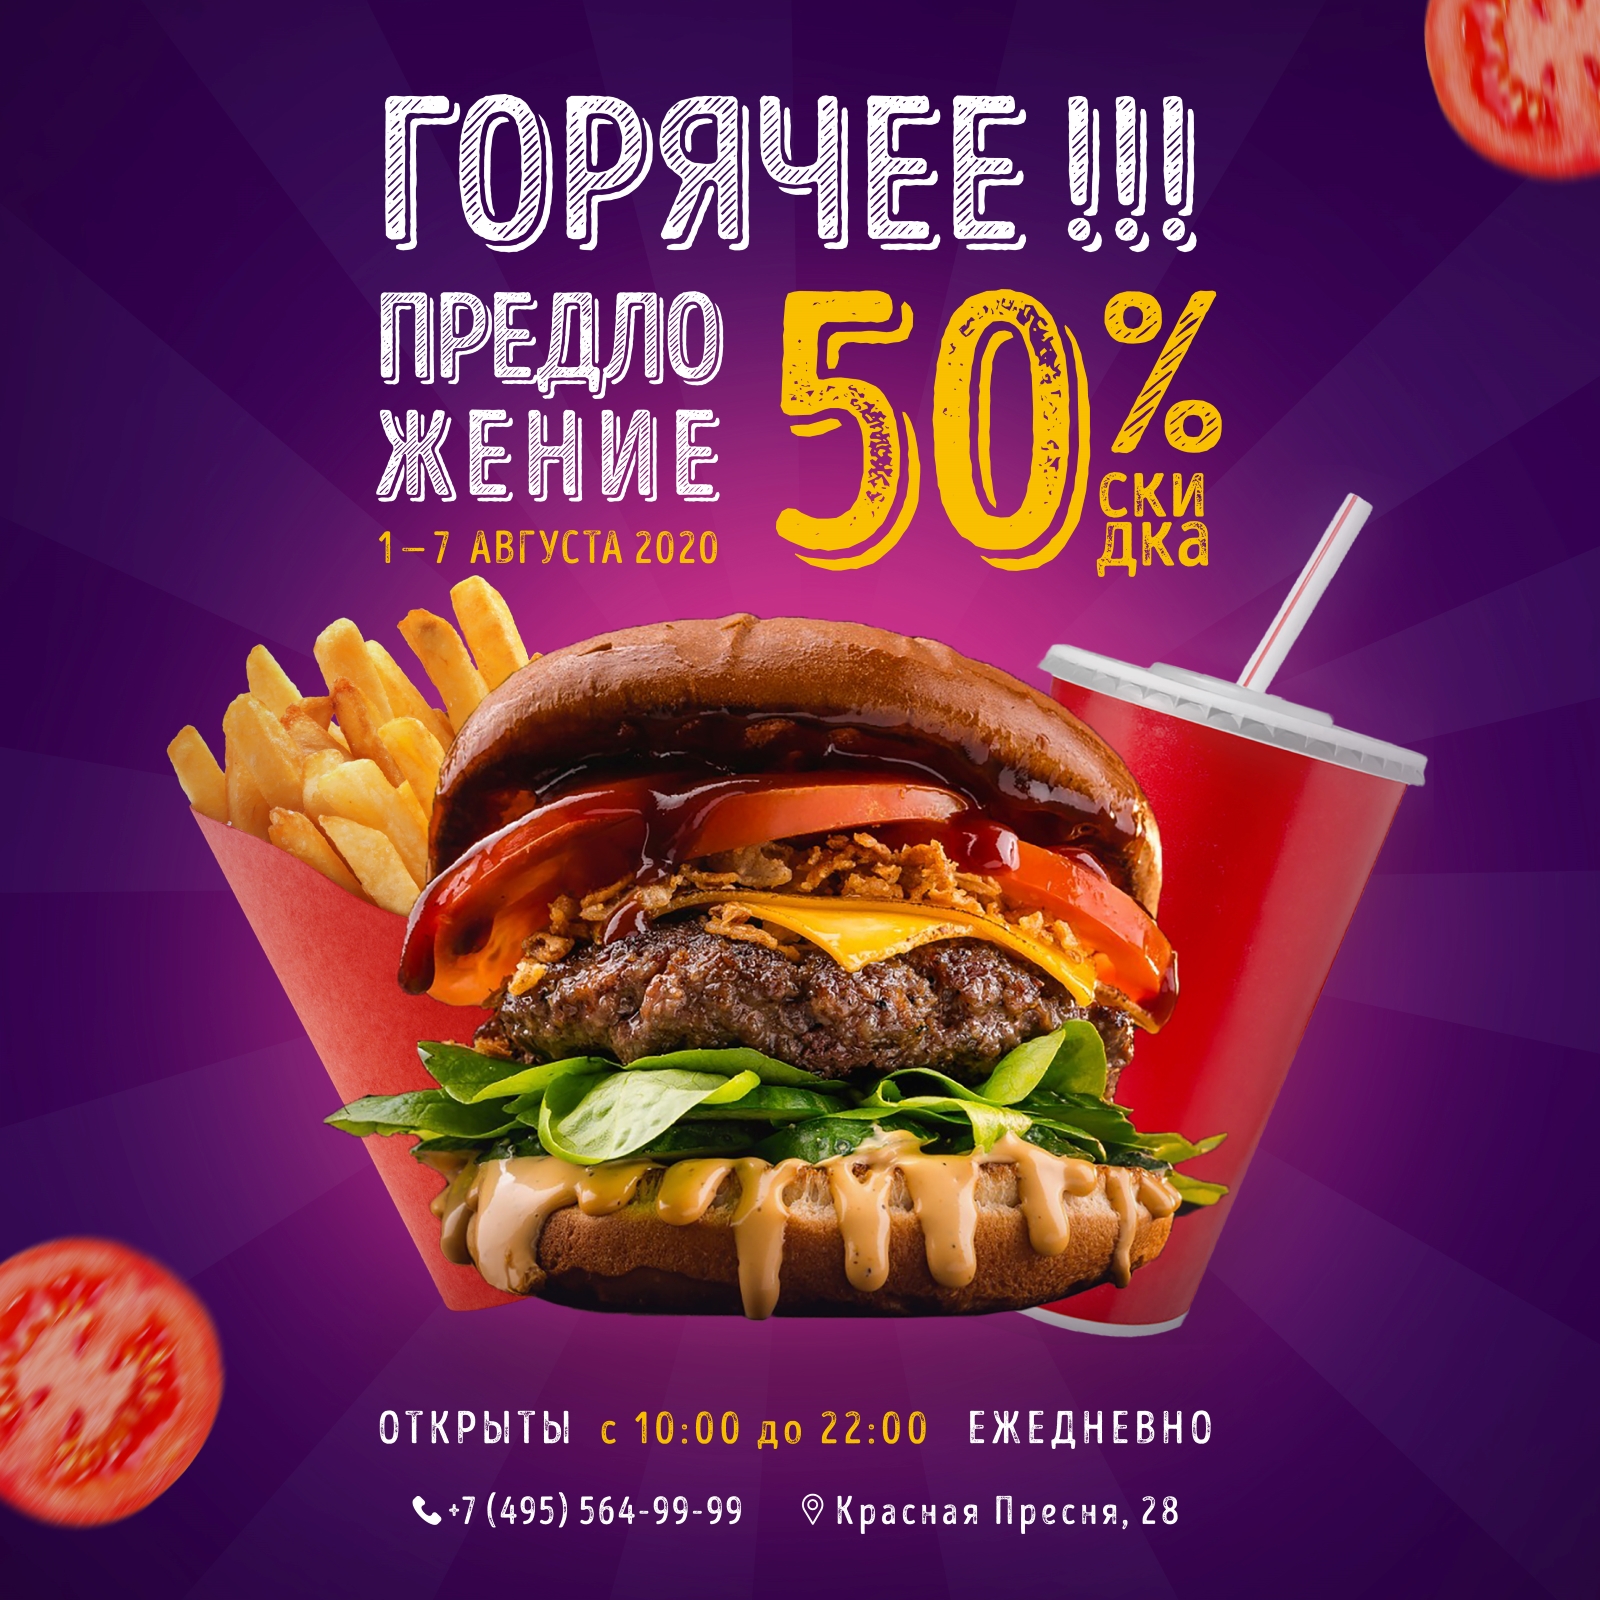 ГОРЯЧЕЕ !!!
ПРЕДЛО
ЖЕНИЕ
1–7 АВГУСТА 2020
50%
ски
дка
ОТКРЫТЫ с 10:00 до 22:00 ЕЖЕДНЕВНО
+7 (495) 564-99-99 Красная Пресня, 28